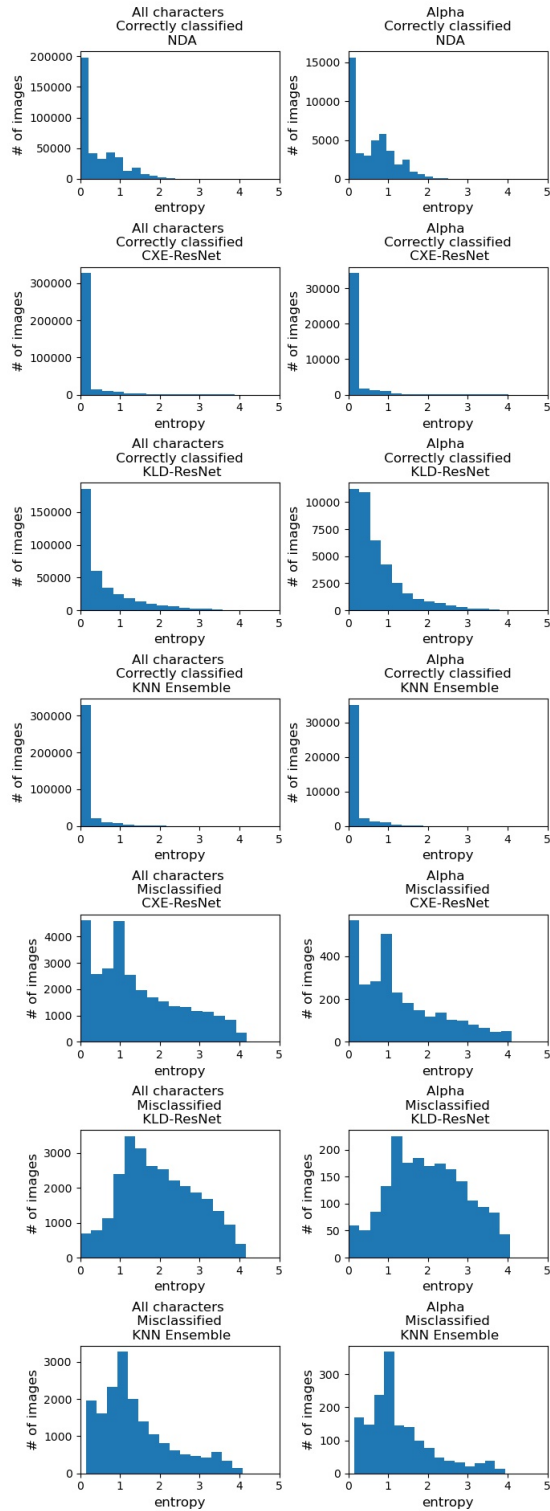 All characters
Correctly classified
NDA
# of images
200000
150000
100000
50000
0
0 1 2 3 4 5
entropy
Alpha
Correctly classified
NDA
# of images
15000
10000
5000
0
0 1 2 3 4 5
entropy
All characters
Correctly classified
CXE-ResNet
# of images
300000
200000
100000
0
0 1 2 3 4 5
entropy
Alpha
Correctly classified
CXE-ResNet
# of images
30000
20000
10000
0
0 1 2 3 4 5
entropy
All characters
Correctly classified
KLD-ResNet
# of images
150000
100000
50000
0
0 1 2 3 4 5
entropy
Alpha
Correctly classified
KLD-ResNet
# of images
10000
7500
5000
2500
0
0 1 2 3 4 5
entropy
All characters
Correctly classified
KNN Ensemble
# of images
300000
200000
100000
0
0 1 2 3 4 5
entropy
Alpha
Correctly classified
KNN Ensemble
# of images
30000
20000
10000
0
0 1 2 3 4 5
entropy
All characters
Misclassified
CXE-ResNet
# of images
4000
3000
2000
1000
0
0 1 2 3 4 5
entropy
Alpha
Misclassified
CXE-ResNet
# of images
400
200
0
0 1 2 3 4 5
entropy
All characters
Misclassified
KLD-ResNet
# of images
3000
2000
1000
0
0 1 2 3 4 5
entropy
Alpha
Misclassified
KLD-ResNet
# of images
200
150
100
50
0
0 1 2 3 4 5
entropy
All characters
Misclassified
KNN Ensemble
# of images
3000
2000
1000
0
0 1 2 3 4 5
entropy
Alpha
Misclassified
KNN Ensemble
# of images
300
200
100
0
0 1 2 3 4 5
entropy